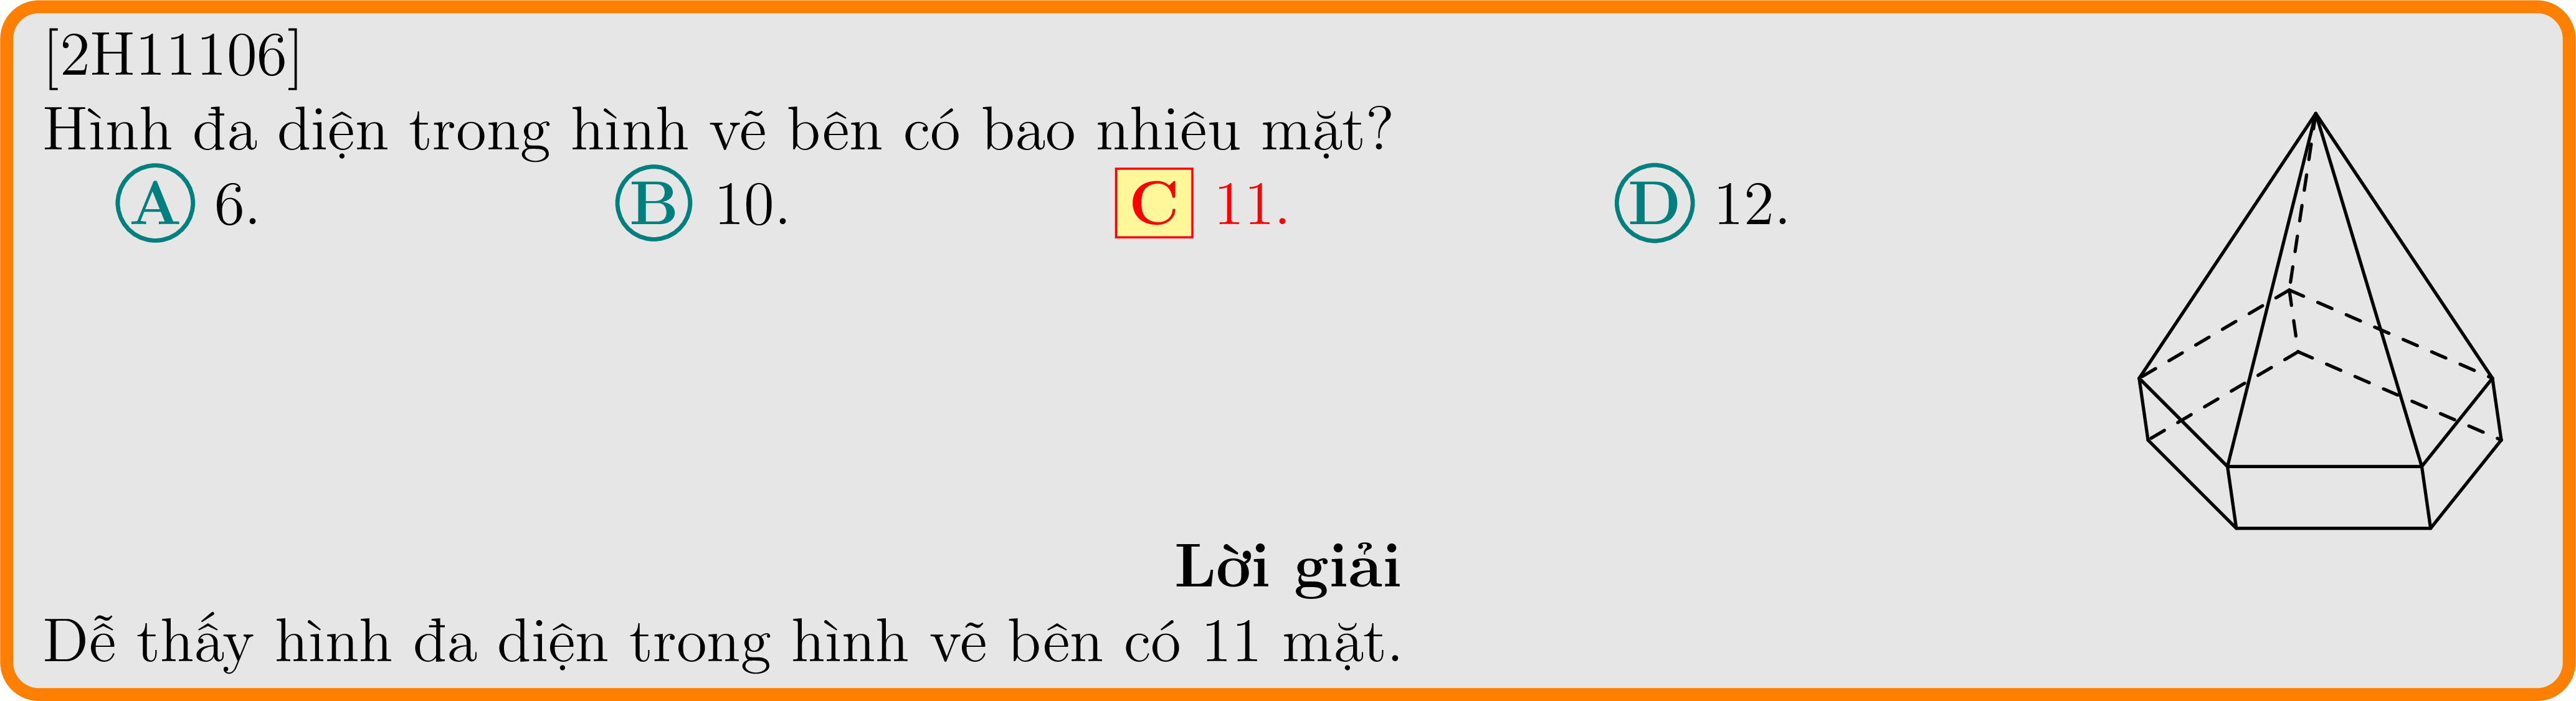 [2H11106]
Hình đa diện trong hình vẽ bên có bao nhiêu mặt?
A 6. B 10. C 11. D 12.
Lời giải
Dễ thấy hình đa diện trong hình vẽ bên có 11 mặt.